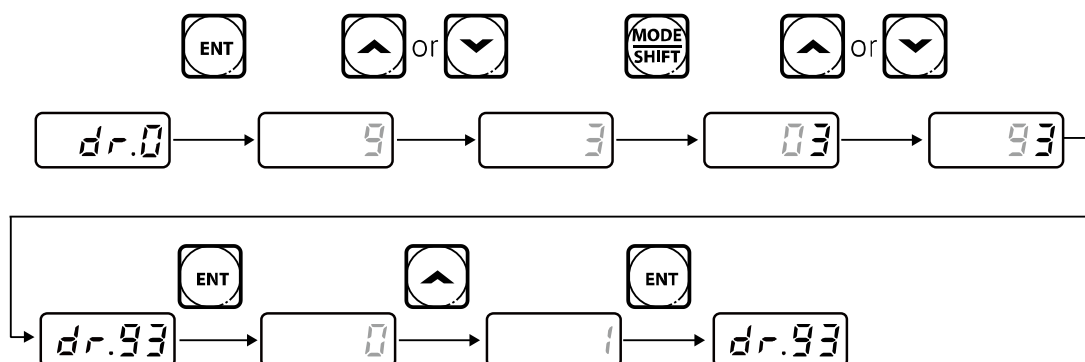 ENT or MODE SHIFT or
dr.0 9 3 03 93
ENT ENT
dr.93 0 1 dr.93